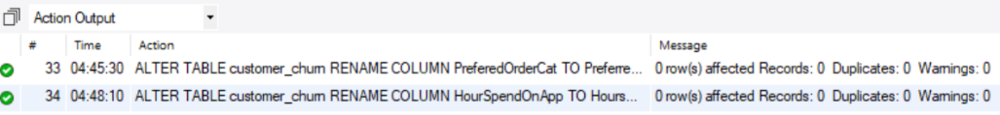 Action Output
# Time Action Message
33 04:45:30 ALTER TABLE customer_churn RENAME COLUMN PreferedOrderCat TO Preferre... 0 row(s) affected Records: 0 Duplicates: 0 Warnings: 0
34 04:48:10 ALTER TABLE customer_churn RENAME COLUMN HourSpendOnApp TO Hours... 0 row(s) affected Records: 0 Duplicates: 0 Warnings: 0